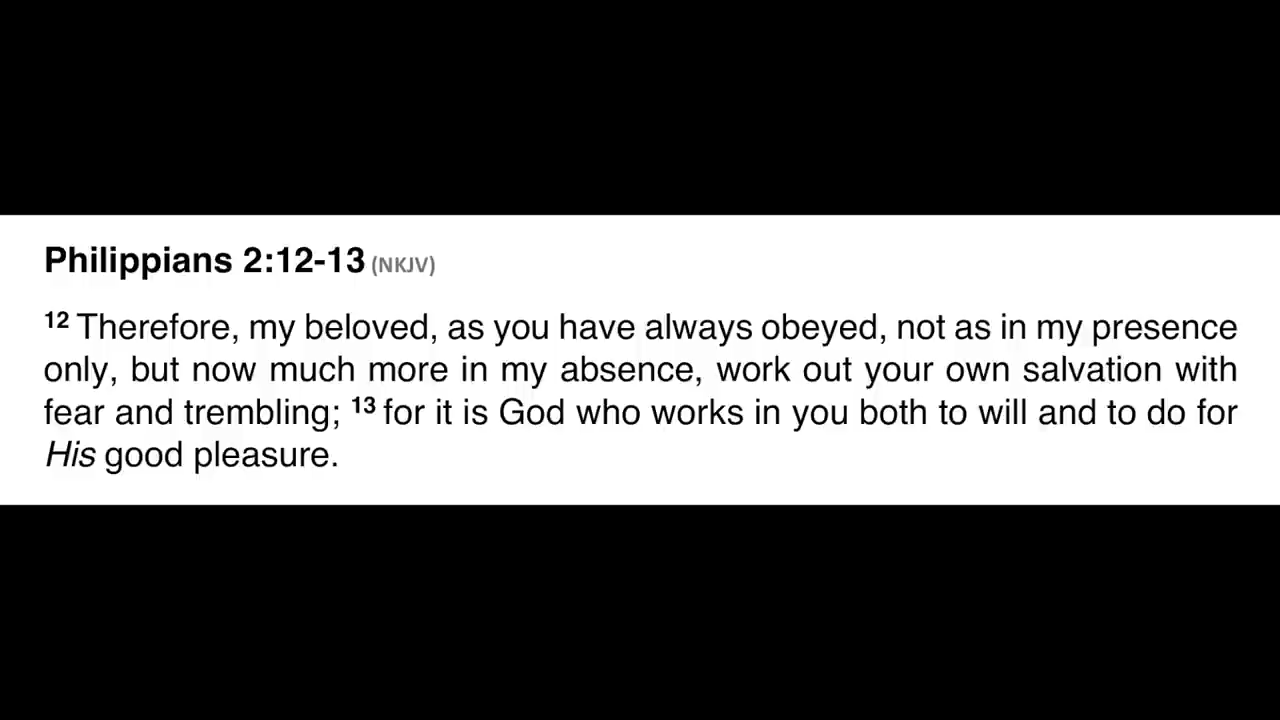 Philippians 2:12-13 (NKJV)
12 Therefore, my beloved, as you have always obeyed, not as in my presence
only, but now much more in my absence, work out your own salvation with
fear and trembling; 13 for it is God who works in you both to will and to do for
His good pleasure.